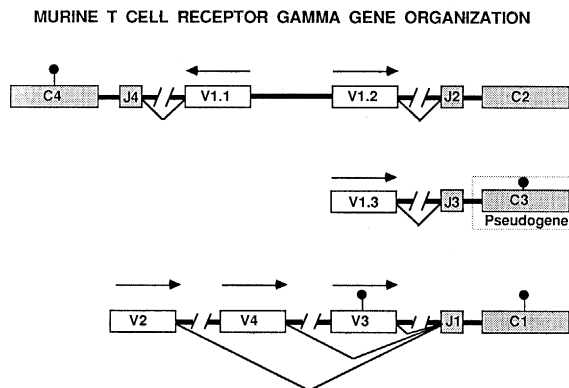 MURINE T CELL RECEPTOR GAMMA GENE ORGANIZATION
C4 J4 V1.1 V1.2 J2 C2
V1.3 J3 C3
Pseudogene
V2 V4 V3 J1 C1